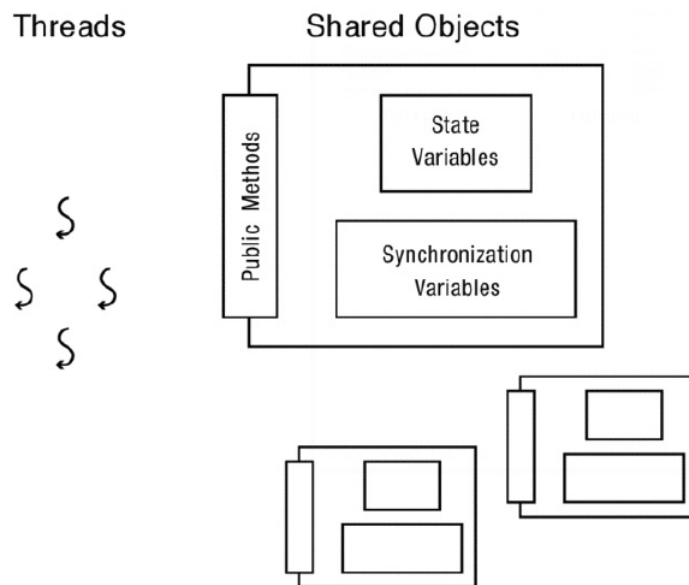 Threads
Shared Objects
Public Methods
State
Variables
Synchronization
Variables